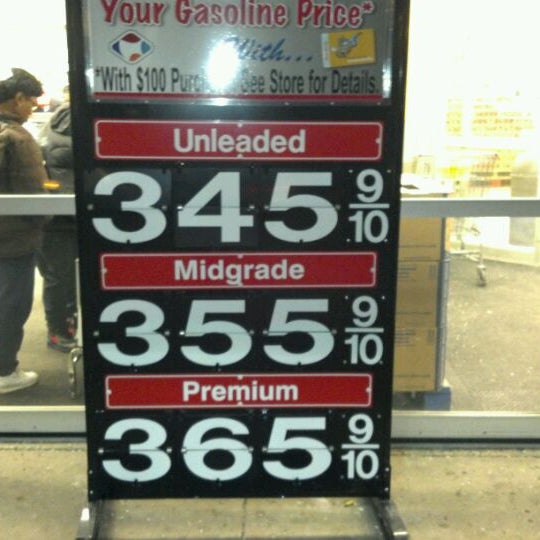 Your Gasoline Price*
With...
*With $100 Purchase See Store for Details.
Unleaded
345 9/10
Midgrade
355 9/10
Premium
365 9/10